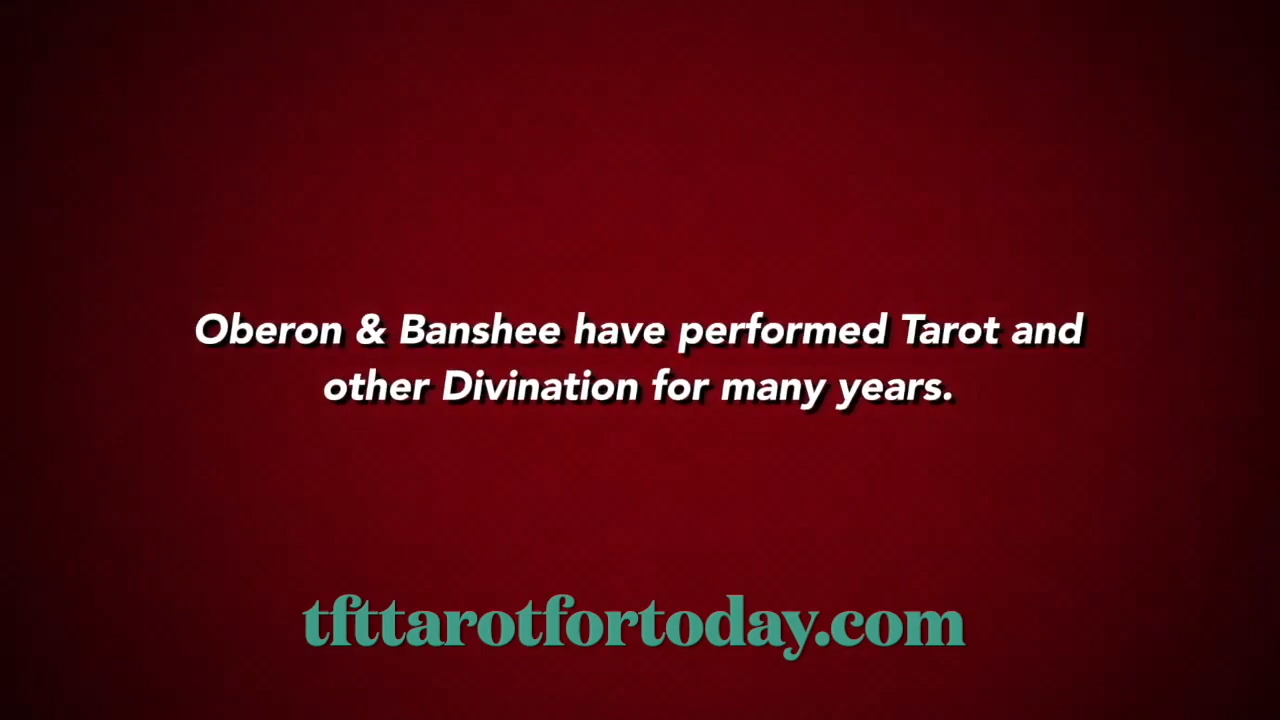 Oberon & Banshee have performed Tarot and
other Divination for many years.
tfttarotfortoday.com